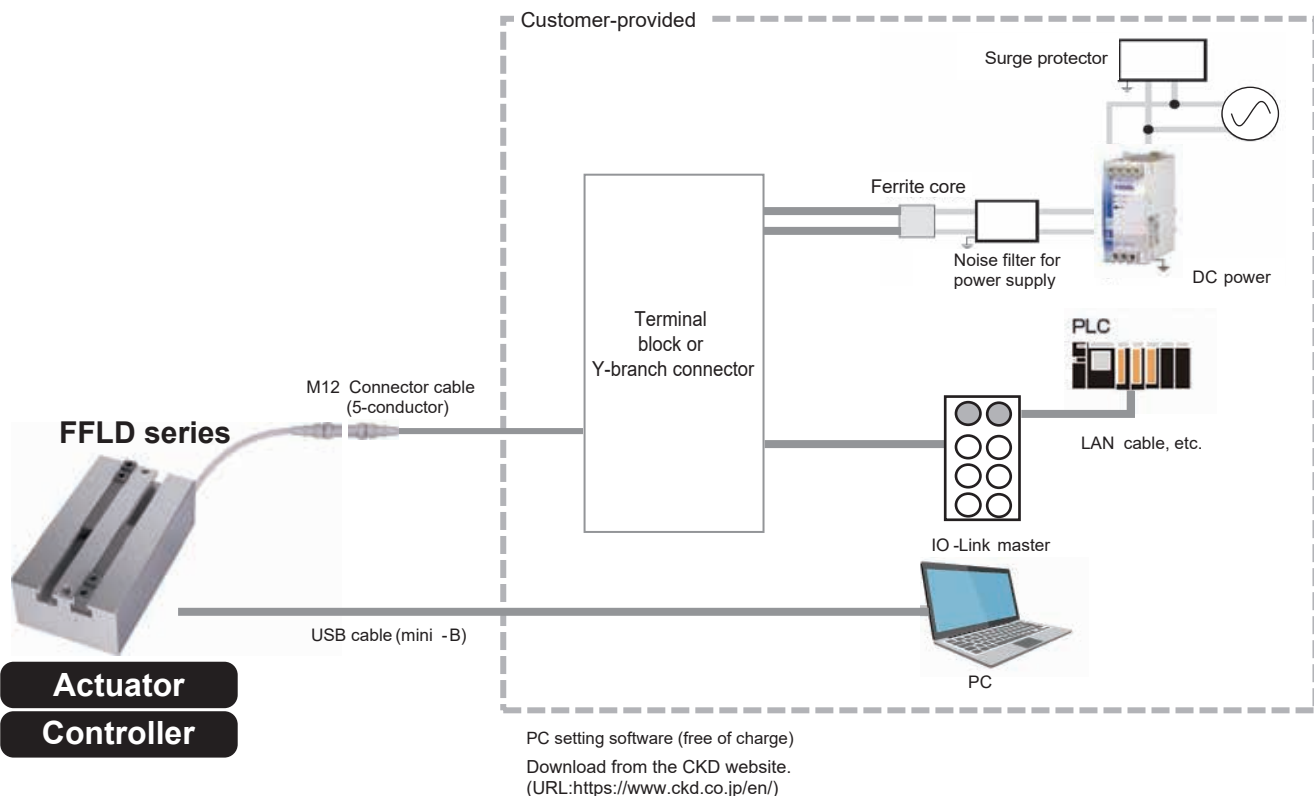 Customer-provided
Surge protector
Ferrite core
Noise filter for
power supply
DC power
Terminal
block or
Y-branch connector
PLC
M12 Connector cable
(5-conductor)
FFLD series
LAN cable, etc.
IO -Link master
USB cable (mini -B)
PC
Actuator
Controller
PC setting software (free of charge)
Download from the CKD website.
(URL:https://www.ckd.co.jp/en/)